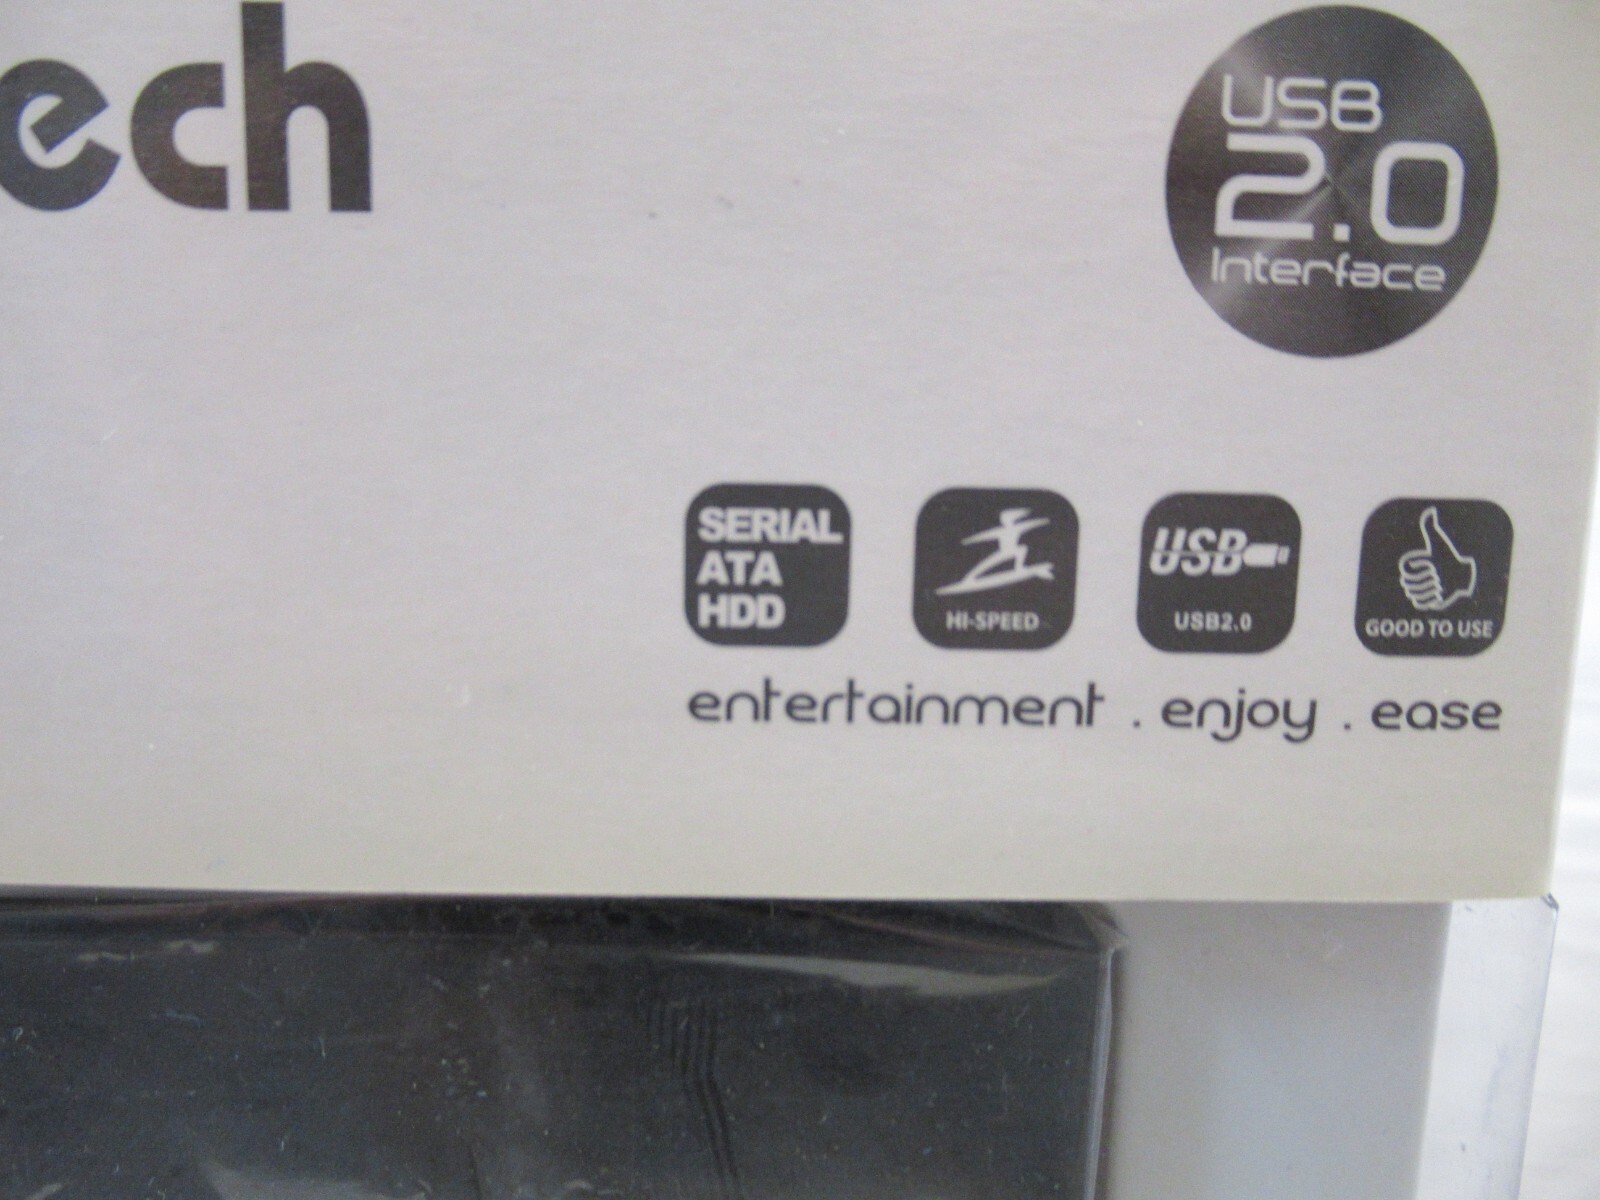 ech
USB
2.0
Interface
SERIAL
ATA
HDD
HI-SPEED
USB
USB2.0
GOOD TO USE
entertainment . enjoy . ease